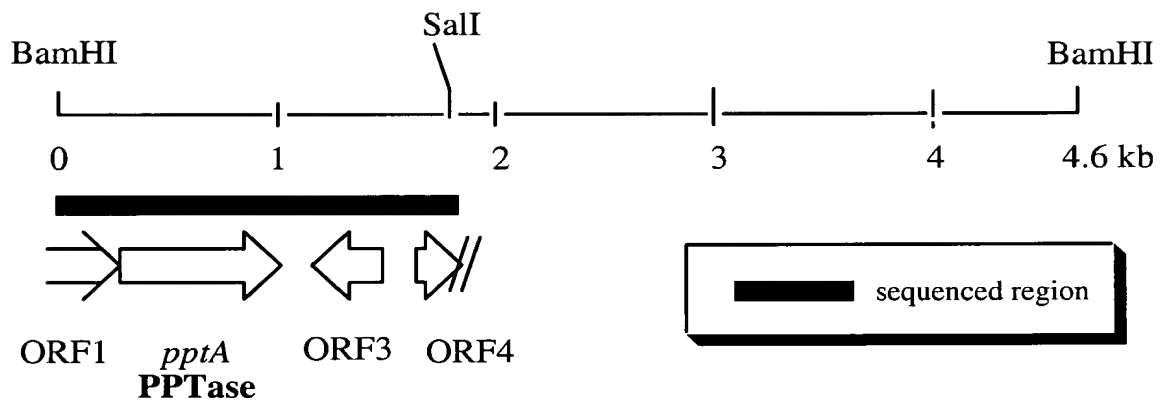 SalI
BamHI BamHI
0 1 2 3 4 4.6 kb
sequenced region
ORF1 pptA ORF3 ORF4
PPTase